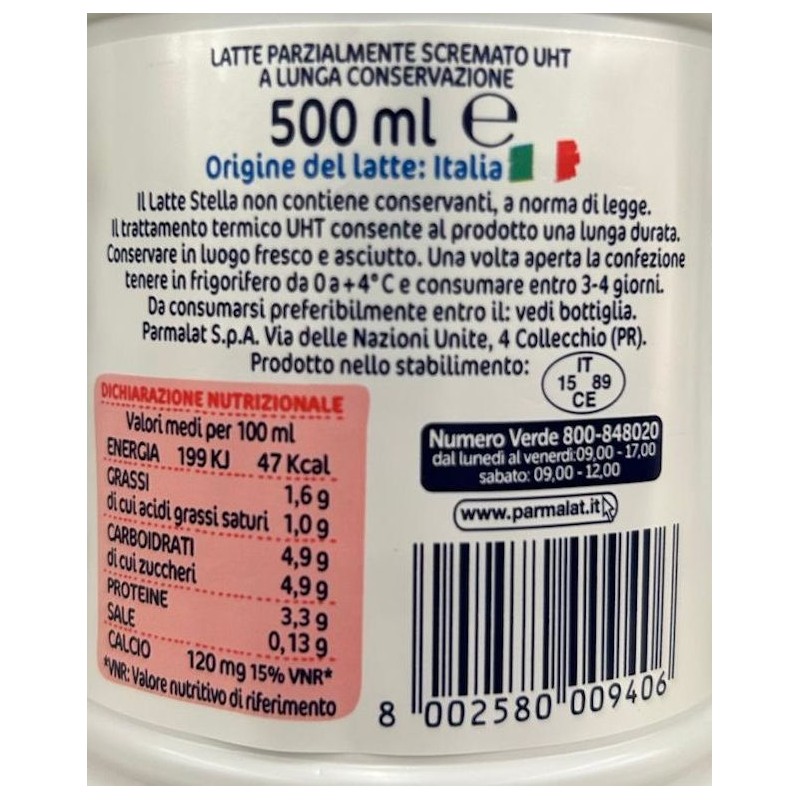 LATTE PARZIALMENTE SCREMATO UHT
A LUNGA CONSERVAZIONE
500 ml e
Origine del latte: Italia
Il Latte Stella non contiene conservanti, a norma di legge.
Il trattamento termico UHT consente al prodotto una lunga durata.
Conservare in luogo fresco e asciutto. Una volta aperta la confezione
tenere in frigorifero da 0 a +4°C e consumare entro 3-4 giorni.
Da consumarsi preferibilmente entro il: vedi bottiglia.
Parmalat S.p.A. Via delle Nazioni Unite, 4 Collecchio (PR).
Prodotto nello stabilimento:
IT
15 89
CE
DICHIARAZIONE NUTRIZIONALE
Valori medi per 100 ml
ENERGIA 199 KJ 47 Kcal
GRASSI 1,6 g
di cui acidi grassi saturi 1,0 g
CARBOIDRATI 4,9 g
di cui zuccheri 4,9 g
PROTEINE 3,3 g
SALE 0,13 g
CALCIO 120 mg 15% VNR*
*VNR: Valore nutritivo di riferimento
Numero Verde 800-848020
dal lunedì al venerdì:09,00 - 17,00
sabato: 09,00 - 12,00
www.parmalat.it
8 002580 009406